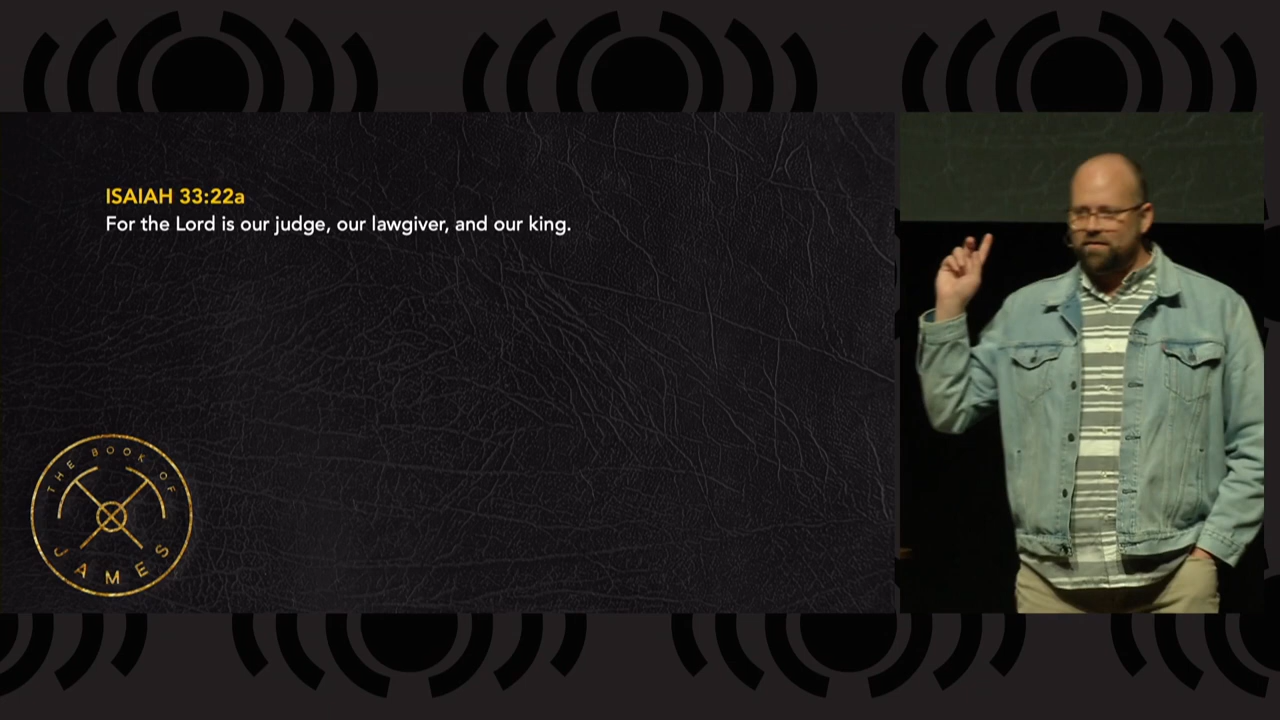 ISAIAH 33:22a
For the Lord is our judge, our lawgiver, and our king.
THE BOOK OF
JAMES